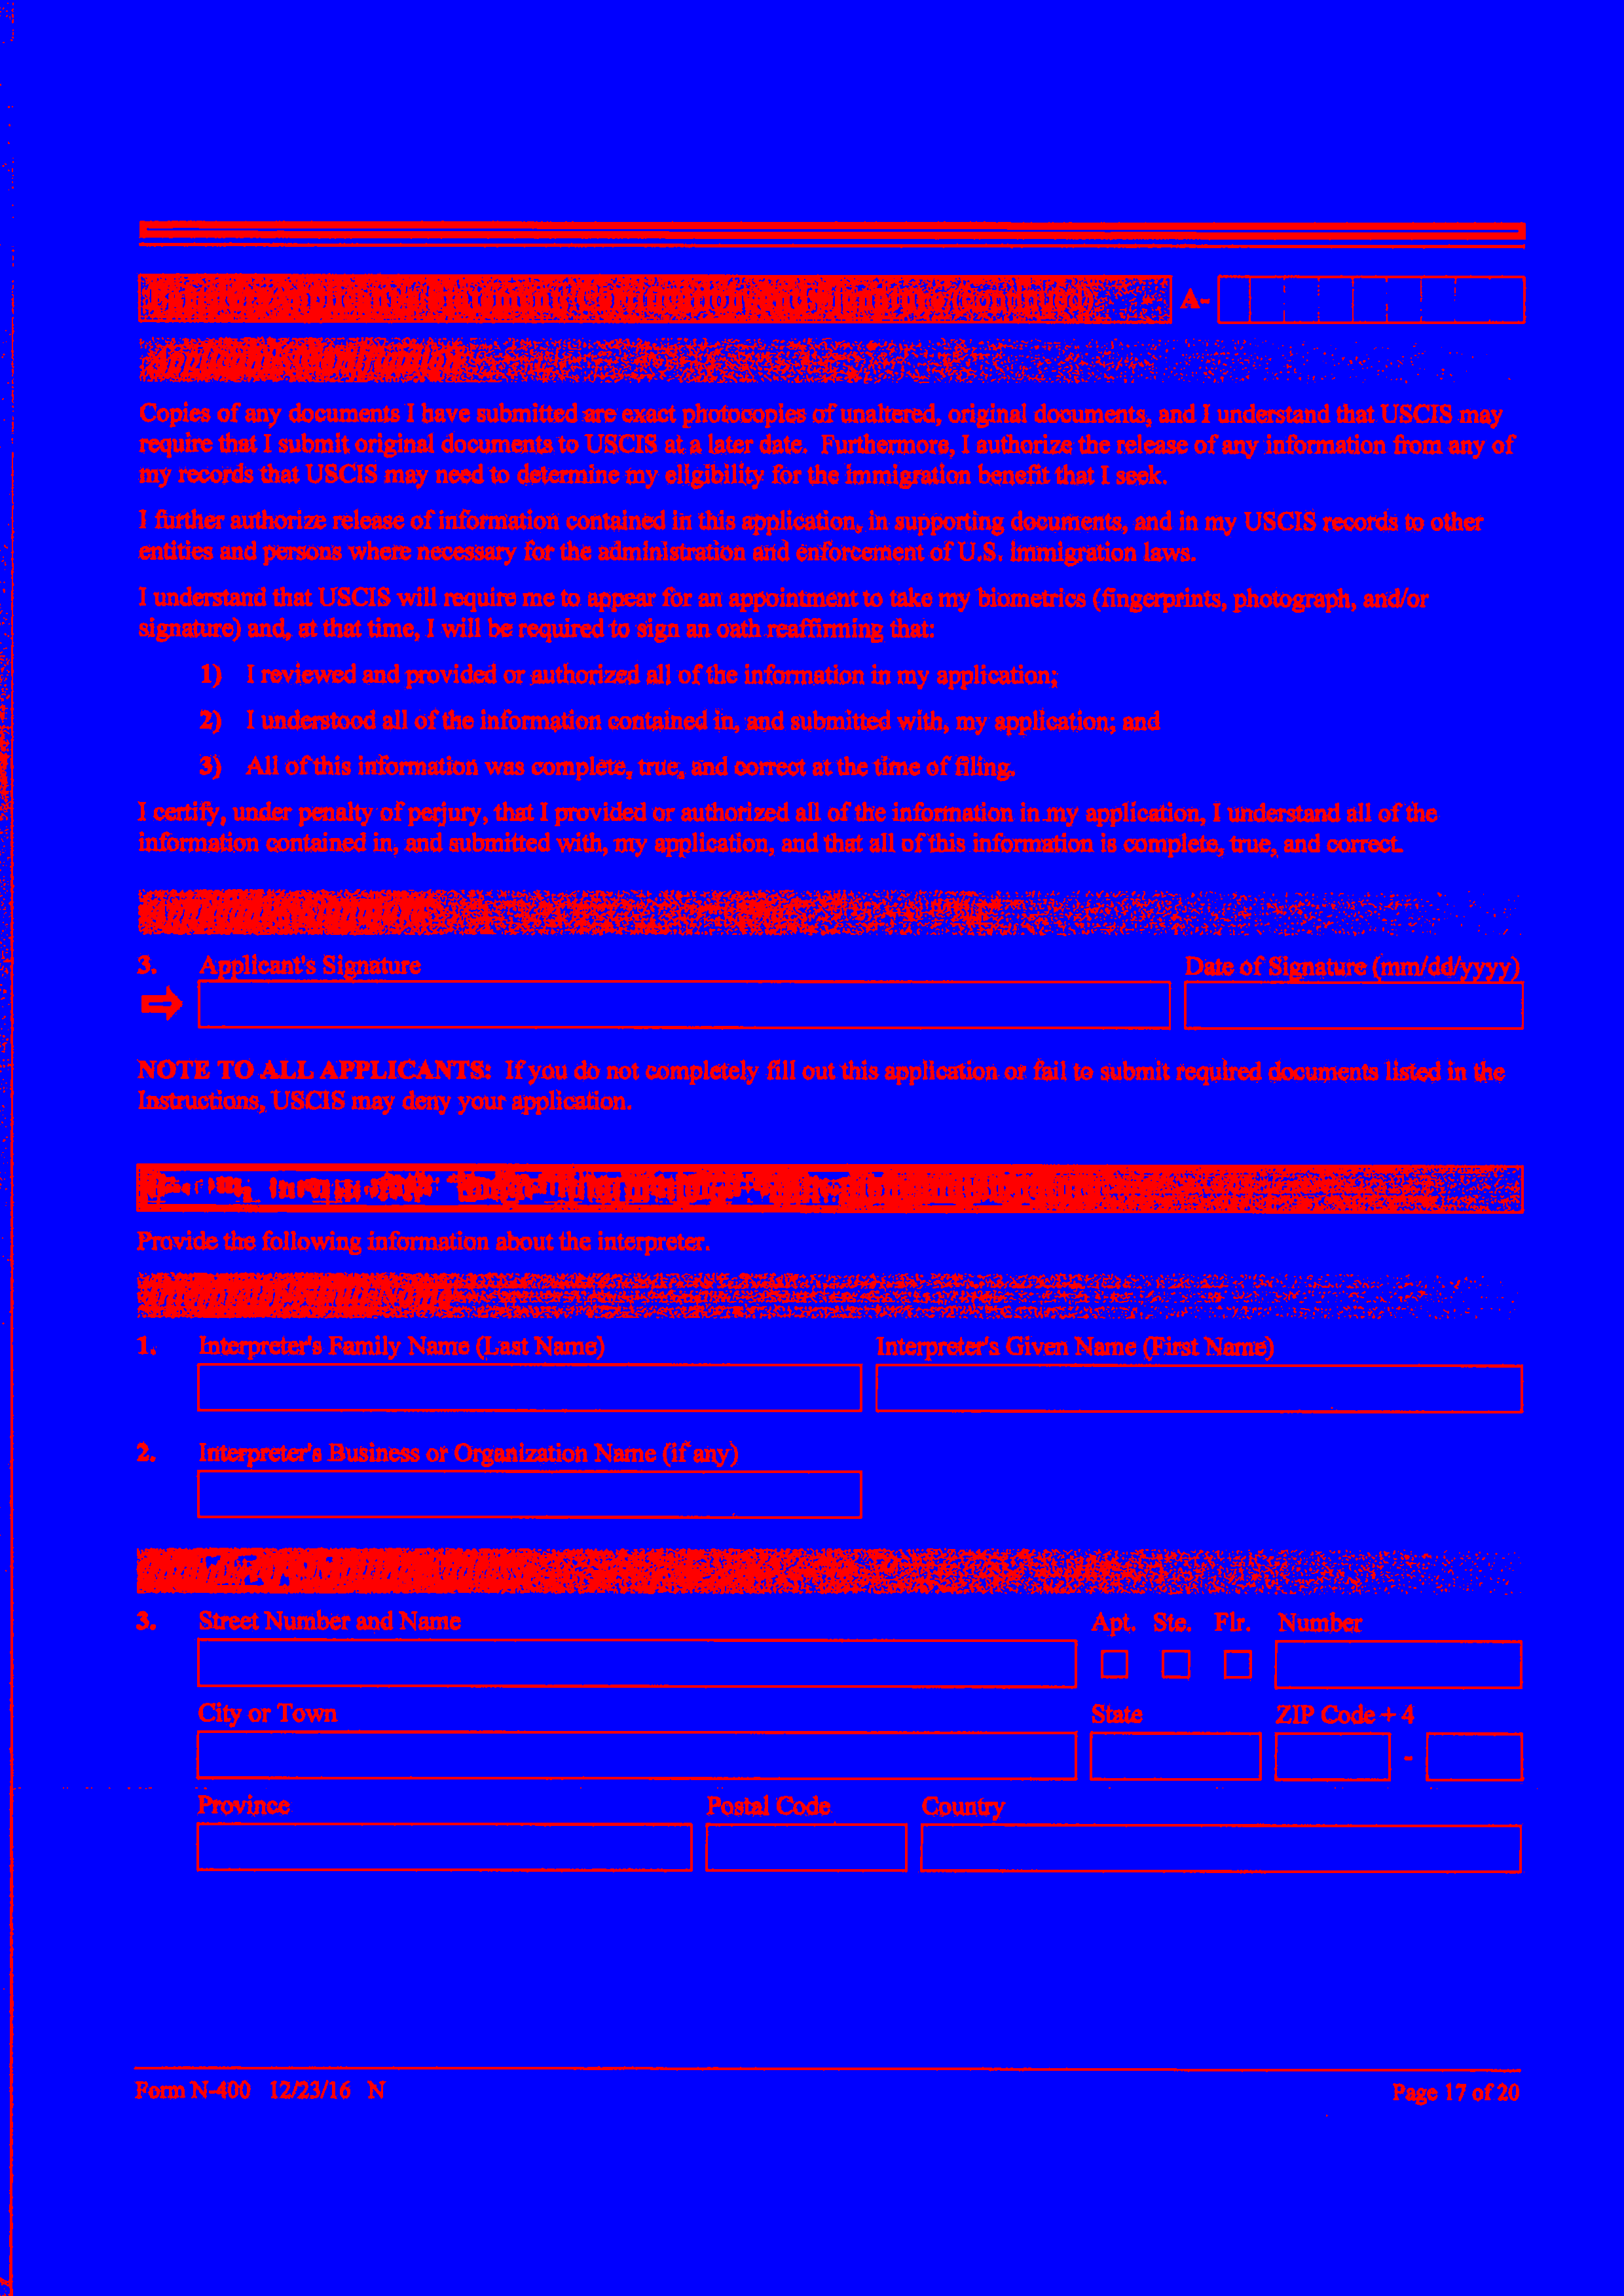 (continued)
A-
Copies of any documents I have submitted are exact photocopies of unaltered, original documents, and I understand that USCIS may
require that I submit original documents to USCIS at a later date. Furthermore, I authorize the release of any information from any of
my records that USCIS may need to determine my eligibility for the immigration benefit that I seek.
I further authorize release of information contained in this application, in supporting documents, and in my USCIS records to other
entities and persons where necessary for the administration and enforcement of U.S. immigration laws.
I understand that USCIS will require me to appear for an appointment to take my biometrics (fingerprints, photograph, and/or
signature) and, at that time, I will be required to sign an oath reaffirming that:
1) I reviewed and provided or authorized all of the information in my application;
2) I understood all of the information contained in, and submitted with, my application; and
3) All of this information was complete, true, and correct at the time of filing.
I certify, under penalty of perjury, that I provided or authorized all of the information in my application, I understand all of the
information contained in, and submitted with, my application, and that all of this information is complete, true, and correct.
3. Applicant's Signature Date of Signature (mm/dd/yyyy)
NOTE TO ALL APPLICANTS: If you do not completely fill out this application or fail to submit required documents listed in the
Instructions, USCIS may deny your application.
Provide the following information about the interpreter.
1. Interpreter's Family Name (Last Name) Interpreter's Given Name (First Name)
2. Interpreter's Business or Organization Name (if any)
3. Street Number and Name Apt. Ste. Flr. Number
City or Town State ZIP Code + 4
-
Province Postal Code Country
Form N-400 12/23/16 N Page 17 of 20